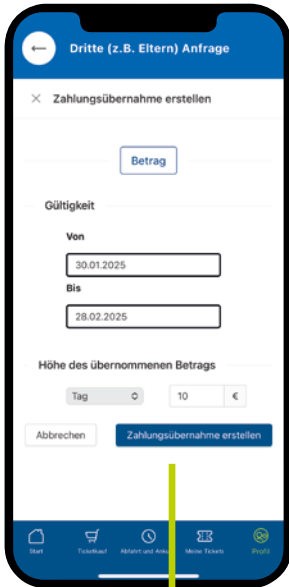 Dritte (z.B. Eltern) Anfrage
Zahlungsübernahme erstellen
Betrag
Gültigkeit
Von
30.01.2025
Bis
28.02.2025
Höhe des übernommenen Betrags
Tag 10 €
Abbrechen Zahlungsübernahme erstellen
Start Ticketkauf Abfahrt und Meine Tickets Profil